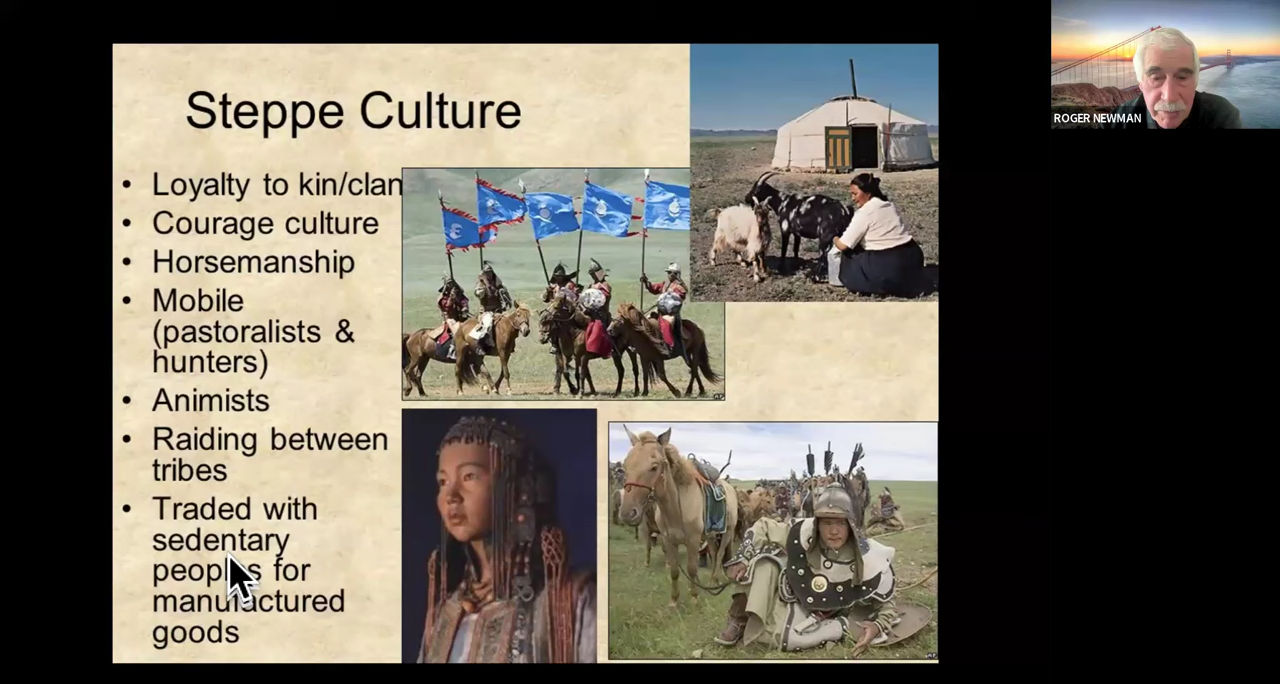 Steppe Culture
• Loyalty to kin/clan
• Courage culture
• Horsemanship
• Mobile
(pastoralists &
hunters)
• Animists
• Raiding between
tribes
• Traded with
sedentary
peoples for
manufactured
goods
ROGER NEWMAN